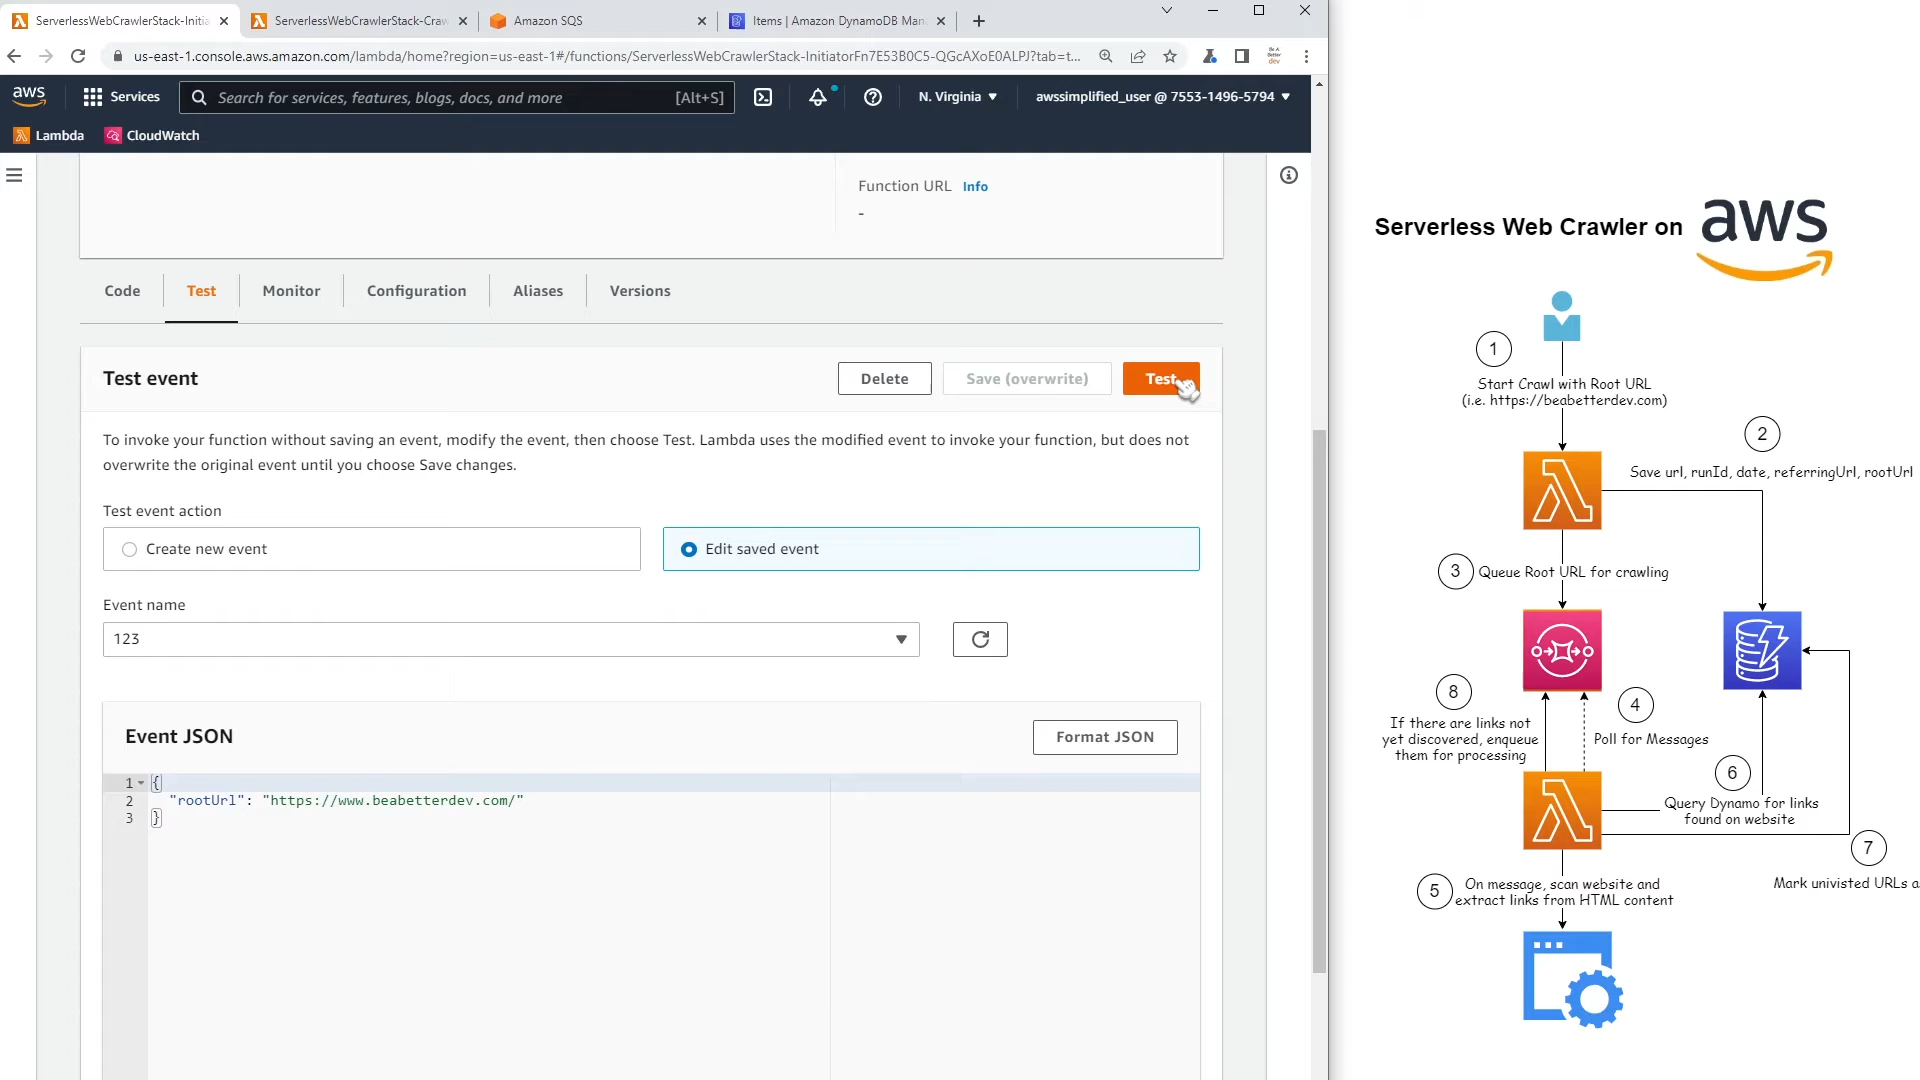 ServerlessWebCrawlerStack-Initia
ServerlessWebCrawlerStack-Craw
Amazon SQS
Items | Amazon DynamoDB Man
us-east-1.console.aws.amazon.com/lambda/home?region=us-east-1#/functions/ServerlessWebCrawlerStack-InitiatorFn7E53B0C5-QGcAXoE0ALPJ?tab=t...
Be A
Better
dev
aws
Services
Search for services, features, blogs, docs, and more
[Alt+S]
N. Virginia
awssimplified_user @ 7553-1496-5794
Lambda
CloudWatch
Function URL Info
-
Code
Test
Monitor
Configuration
Aliases
Versions
Test event
Delete
Save (overwrite)
Test
To invoke your function without saving an event, modify the event, then choose Test. Lambda uses the modified event to invoke your function, but does not
overwrite the original event until you choose Save changes.
Test event action
Create new event
Edit saved event
Event name
123
Event JSON
Format JSON
1 {
2 "rootUrl": "https://www.beabetterdev.com/"
3 }
Serverless Web Crawler on aws
1
Start Crawl with Root URL
(i.e. https://beabetterdev.com)
2
Save url, runId, date, referringUrl, rootUrl
3 Queue Root URL for crawling
8
If there are links not
yet discovered, enqueue
them for processing
4
Poll for Messages
6
Query Dynamo for links
found on website
7
Mark univisted URLs as
5
On message, scan website and
extract links from HTML content